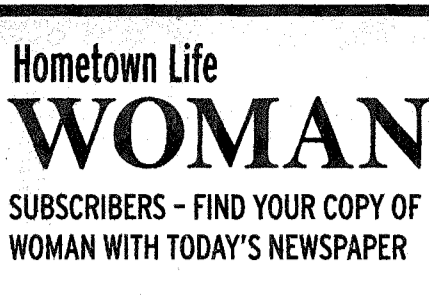 Hometown Life
WOMAN
SUBSCRIBERS – FIND YOUR COPY OF
WOMAN WITH TODAY'S NEWSPAPER